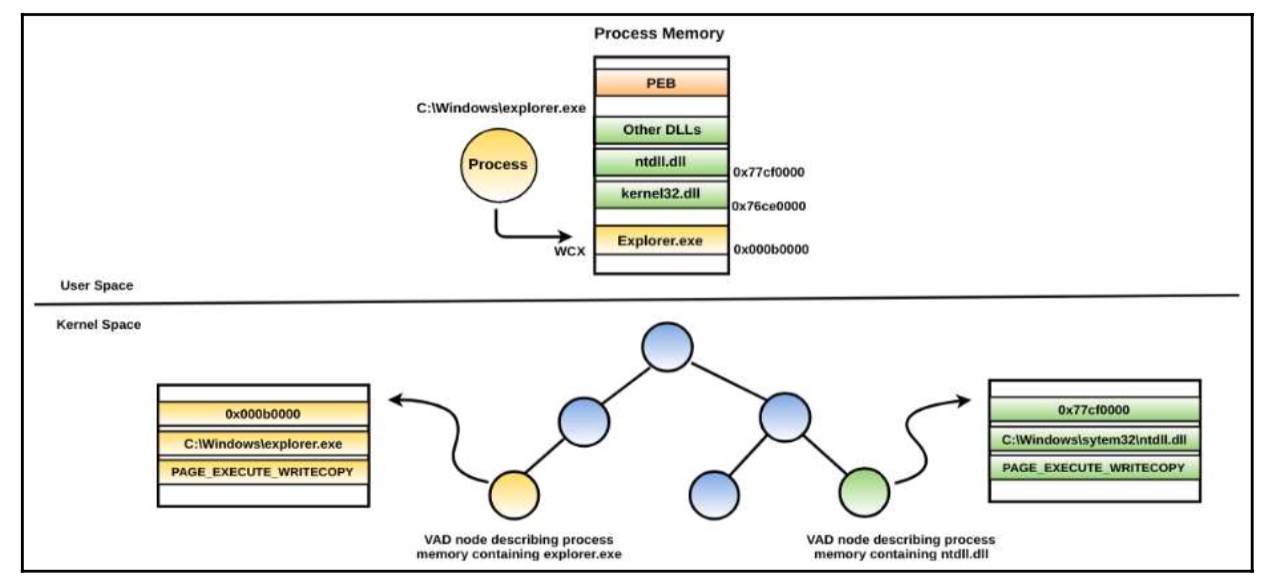 Process Memory
PEB
C:\Windows\explorer.exe
Other DLLs
Process
ntdll.dll
0x77cf0000
kernel32.dll
0x76ce0000
Explorer.exe
WCX
0x000b0000
User Space
Kernel Space
0x000b0000
C:\Windows\explorer.exe
PAGE_EXECUTE_WRITECOPY
0x77cf0000
C:\Windows\sytem32\ntdll.dll
PAGE_EXECUTE_WRITECOPY
VAD node describing process
memory containing explorer.exe
VAD node describing process
memory containing ntdll.dll